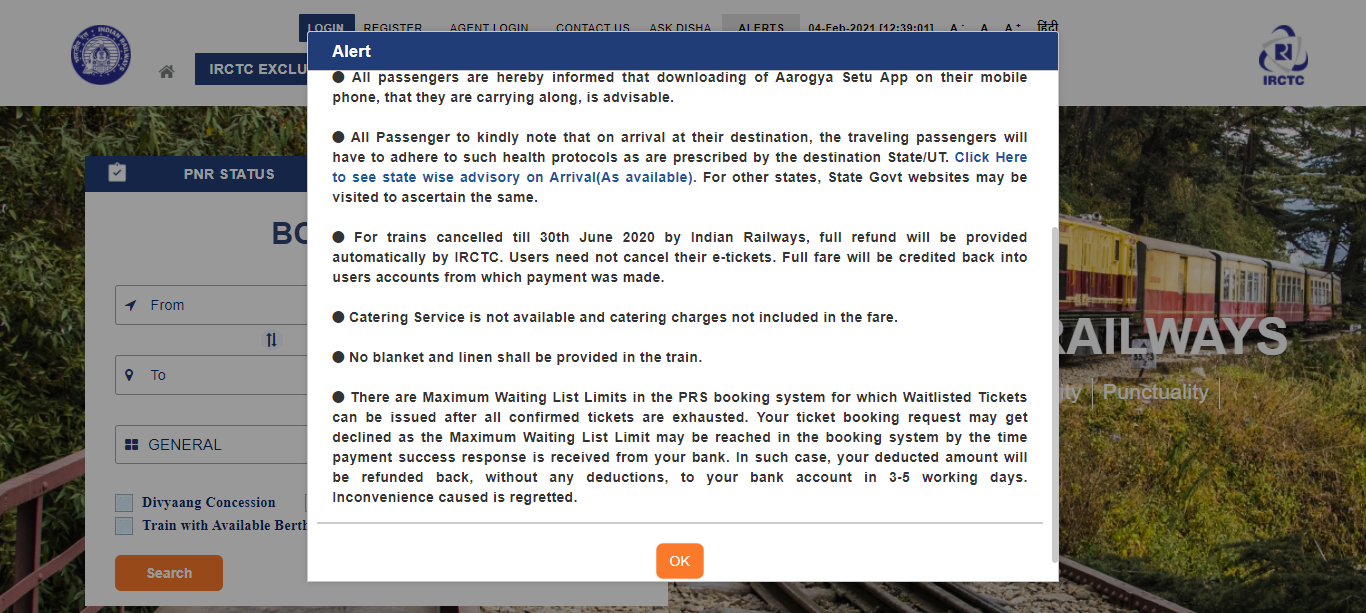 LOGIN REGISTER AGENT LOGIN CONTACT US ASK DISHA ALERTS 04-Feb-2021 [12:39:01] A - A A + हिंदी
IRCTC EXCLU
IRCTC
Alert
● All passengers are hereby informed that downloading of Aarogya Setu App on their mobile
phone, that they are carrying along, is advisable.
● All Passenger to kindly note that on arrival at their destination, the traveling passengers will
have to adhere to such health protocols as are prescribed by the destination State/UT. Click Here
to see state wise advisory on Arrival(As available). For other states, State Govt websites may be
visited to ascertain the same.
● For trains cancelled till 30th June 2020 by Indian Railways, full refund will be provided
automatically by IRCTC. Users need not cancel their e-tickets. Full fare will be credited back into
users accounts from which payment was made.
● Catering Service is not available and catering charges not included in the fare.
● No blanket and linen shall be provided in the train.
● There are Maximum Waiting List Limits in the PRS booking system for which Waitlisted Tickets
can be issued after all confirmed tickets are exhausted. Your ticket booking request may get
declined as the Maximum Waiting List Limit may be reached in the booking system by the time
payment success response is received from your bank. In such case, your deducted amount will
be refunded back, without any deductions, to your bank account in 3-5 working days.
Inconvenience caused is regretted.
OK
PNR STATUS
BO
From
To
GENERAL
Divyaang Concession
Train with Available Berth
Search
RAILWAYS
ity | Punctuality |